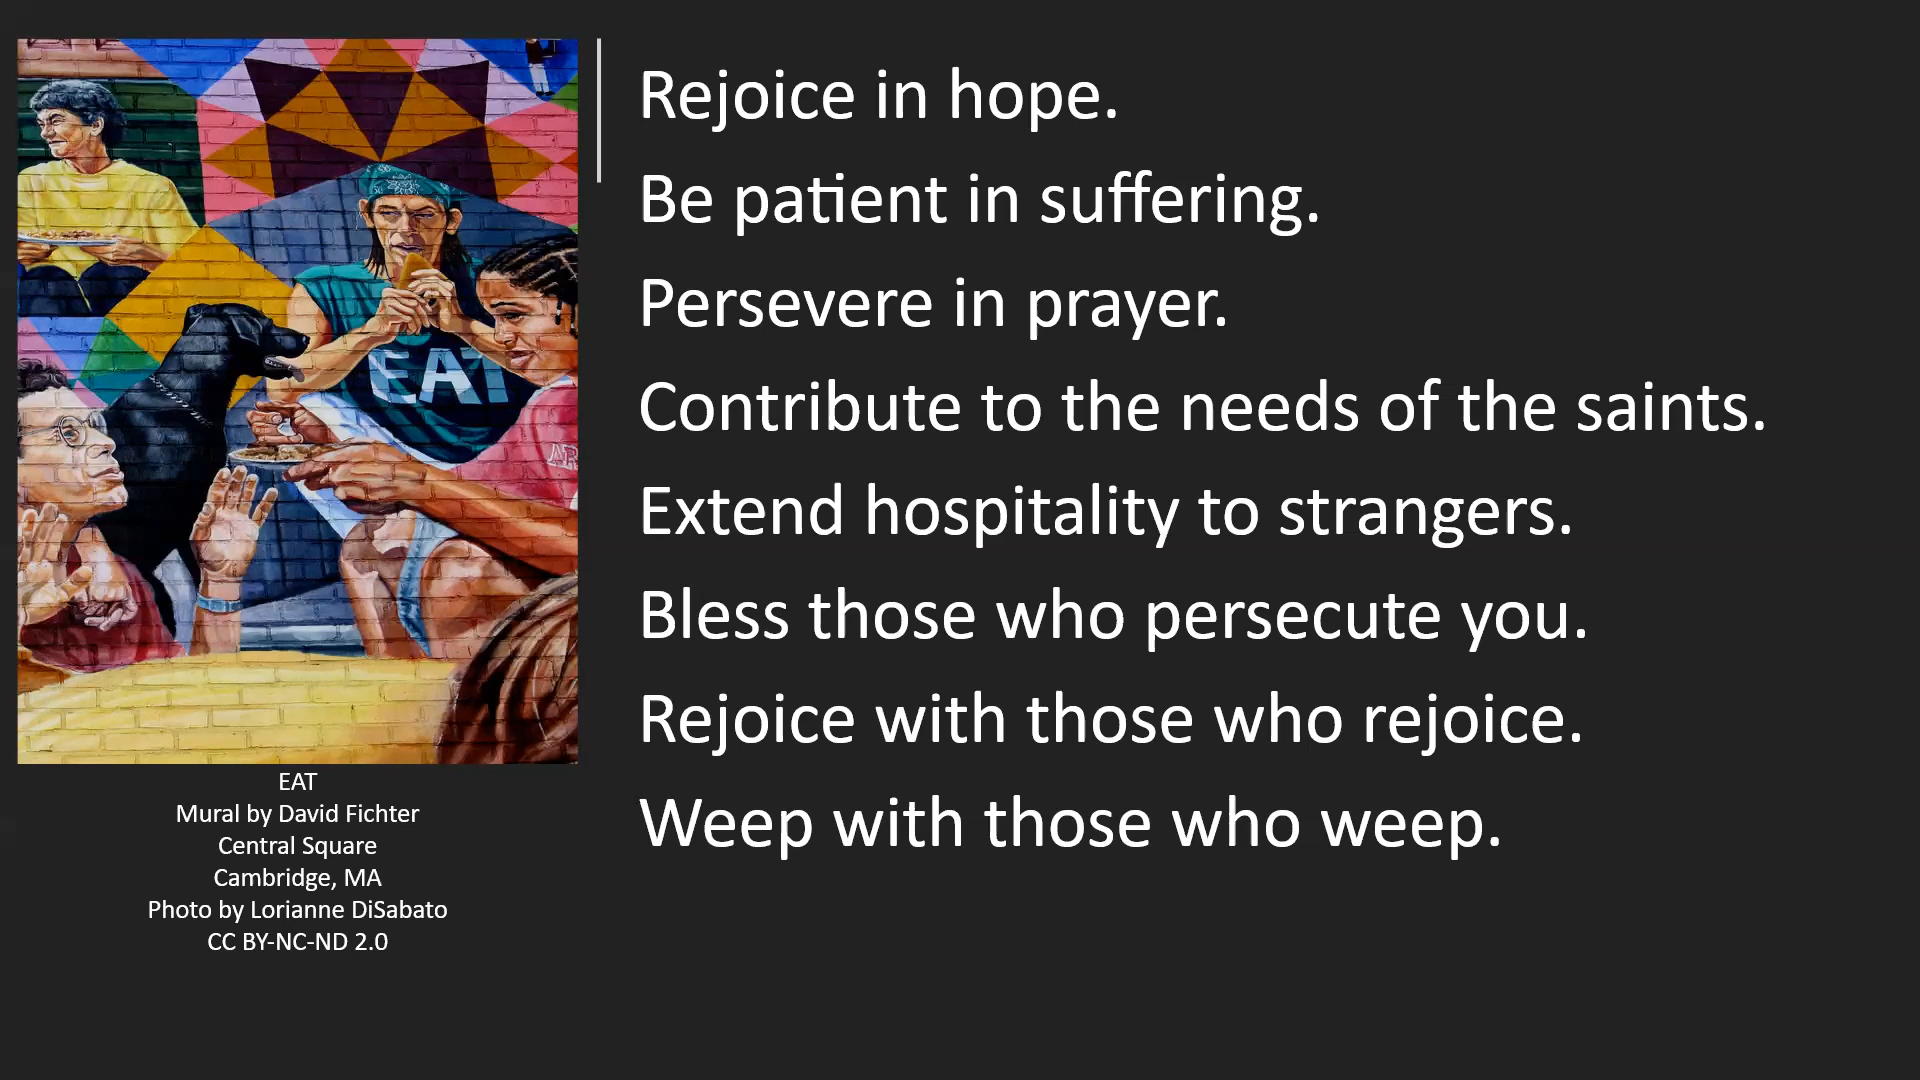 EAT
AR
EAT
Mural by David Fichter
Central Square
Cambridge, MA
Photo by Lorianne DiSabato
CC BY-NC-ND 2.0
Rejoice in hope.
Be patient in suffering.
Persevere in prayer.
Contribute to the needs of the saints.
Extend hospitality to strangers.
Bless those who persecute you.
Rejoice with those who rejoice.
Weep with those who weep.